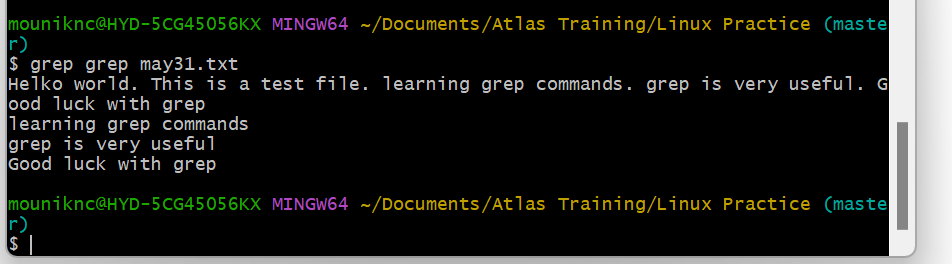 mouniknc@HYD-5CG45056KX MINGW64 ~/Documents/Atlas Training/Linux Practice (maste
r)
$ grep grep may31.txt
Helko world. This is a test file. learning grep commands. grep is very useful. G
ood luck with grep
learning grep commands
grep is very useful
Good luck with grep
mouniknc@HYD-5CG45056KX MINGW64 ~/Documents/Atlas Training/Linux Practice (maste
r)
$